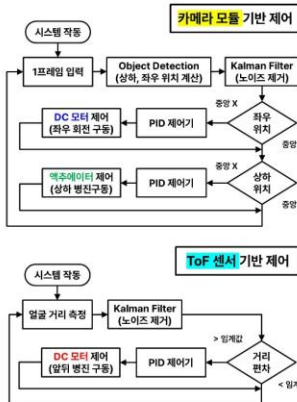 카메라 모듈 기반 제어
시스템 작동
1프레임 입력
Object Detection
(상하, 좌우 위치 계산)
Kalman Filter
(노이즈 제거)
중앙 X
DC 모터 제어
(좌우 회전 구동)
PID 제어기
좌우
위치
중앙
중앙 X
액추에이터 제어
(상하 병진구동)
PID 제어기
상하
위치
중앙
ToF 센서 기반 제어
시스템 작동
얼굴 거리 측정
Kalman Filter
(노이즈 제거)
> 임계값
DC 모터 제어
(앞뒤 병진 구동)
PID 제어기
거리
편차
< 임계